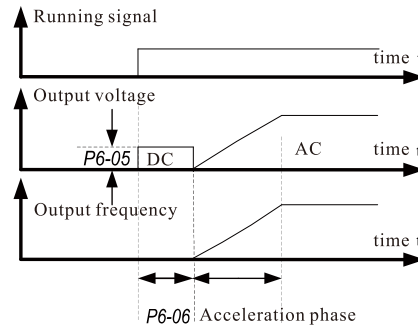 Running signal
time t
Output voltage
P6-05 DC AC time t
Output frequency
time t
P6-06 Acceleration phase